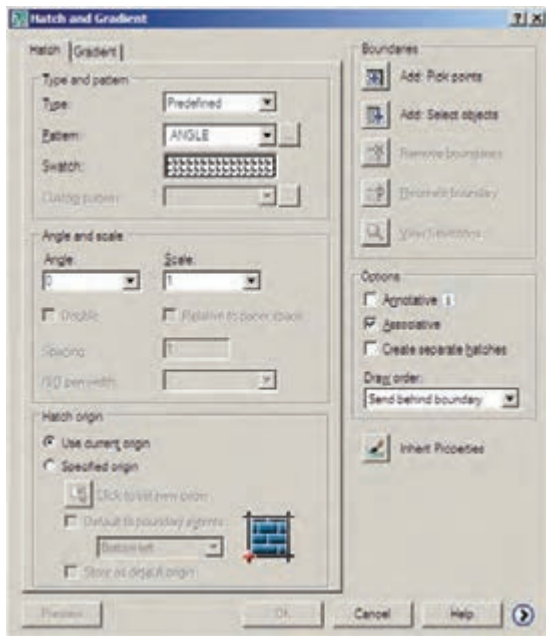 Hatch and Gradient
Hatch
Gradient
Type and pattern
Type:
Predefined
Pattern:
ANGLE
...
Swatch:
Custom pattern:
...
Angle and scale
Angle:
Scale:
0
1
Double
Relative to paper space
Spacing:
1
ISO pen width:
Hatch origin
Use current origin
Specified origin
Click to set new origin
Default to boundary extents
Bottom left
Store as default origin
Preview
Boundaries
Add: Pick points
Add: Select objects
Remove boundaries
Recreate boundary
View Selections
Options
Annotative
Associative
Create separate hatches
Draw order:
Send behind boundary
Inherit Properties
OK
Cancel
Help